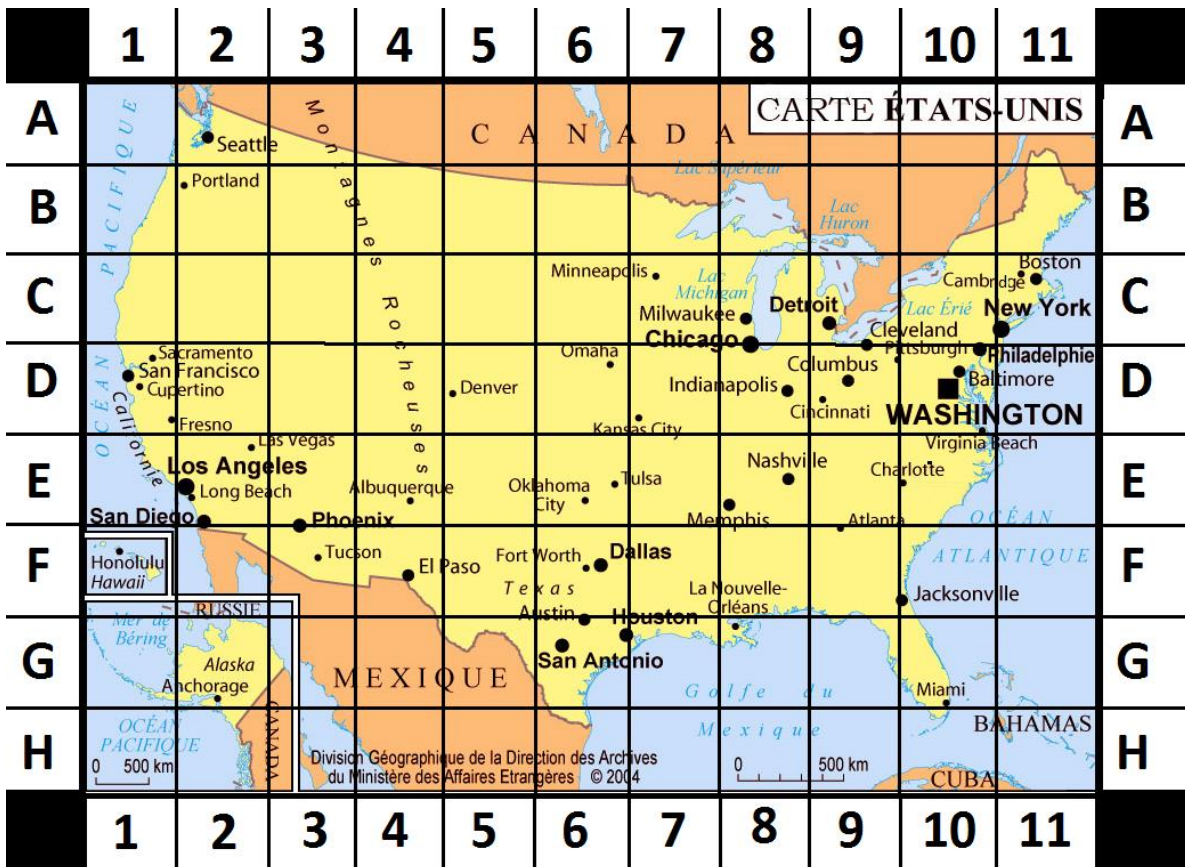 1 2 3 4 5 6 7 8 9 10 11
A
A
CARTE ÉTATS-UNIS
CANADA
Montagnes Rocheuses
PACIFIQUE
Seattle
B
B
Portland
Lac Supérieur
Lac
Huron
C
C
Minneapolis
Lac
Michigan
Boston
Cambridge
Milwaukee
Detroit
Lac Érié
New York
Chicago
Cleveland
D
D
OCÉAN
Sacramento
San Francisco
Cupertino
Fresno
Californie
Denver
Omaha
Kansas City
Indianapolis
Columbus
Cincinnati
Pittsburgh
Philadelphie
Baltimore
WASHINGTON
Virginia Beach
E
E
Las Vegas
Los Angeles
Long Beach
San Diego
Albuquerque
Phoenix
Oklahoma
City
Tulsa
Nashville
Memphis
Charlotte
Atlanta
OCÉAN
ATLANTIQUE
F
F
Honolulu
Hawaii
Tucson
El Paso
Fort Worth
Dallas
Texas
La Nouvelle-
Orléans
Jacksonville
Austin
Houston
G
G
RUSSIE
Mer de
Béring
Alaska
Anchorage
MEXIQUE
San Antonio
Golfe du
Mexique
Miami
BAHAMAS
H
H
OCÉAN
PACIFIQUE
CANADA
0 500 km
Division Géographique de la Direction des Archives
du Ministère des Affaires Etrangères © 2004
0 500 km
CUBA
1 2 3 4 5 6 7 8 9 10 11